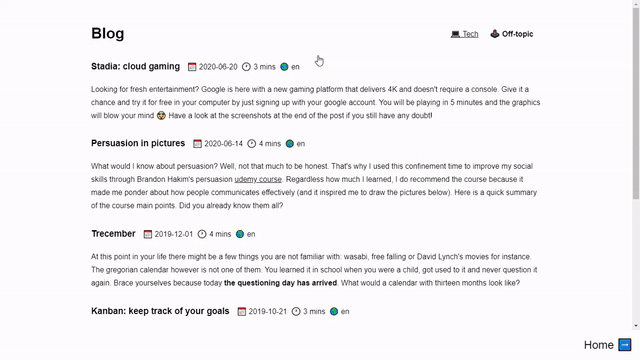 Blog
Tech
Off-topic
Stadia: cloud gaming 2020-06-20 3 mins en
Looking for fresh entertainment? Google is here with a new gaming platform that delivers 4K and doesn't require a console. Give it a
chance and try it for free in your computer by just signing up with your google account. You will be playing in 5 minutes and the graphics
will blow your mind 🤯 Have a look at the screenshots at the end of the post if you still have any doubt!
Persuasion in pictures 2020-06-14 4 mins en
What would I know about persuasion? Well, not that much to be honest. That's why I used this confinement time to improve my social
skills through Brandon Hakim's persuasion udemy course. Regardless how much I learned, I do recommend the course because it
made me ponder about how people communicates effectively (and it inspired me to draw the pictures below). Here is a quick summary
of the course main points. Did you already know them all?
Trecember 2019-12-01 4 mins en
At this point in your life there might be a few things you are not familiar with: wasabi, free falling or David Lynch's movies for instance.
The gregorian calendar however is not one of them. You learned it in school when you were a child, got used to it and never question it
again. Brace yourselves because today the questioning day has arrived. What would a calendar with thirteen months look like?
Kanban: keep track of your goals 2019-10-21 3 mins en
Home